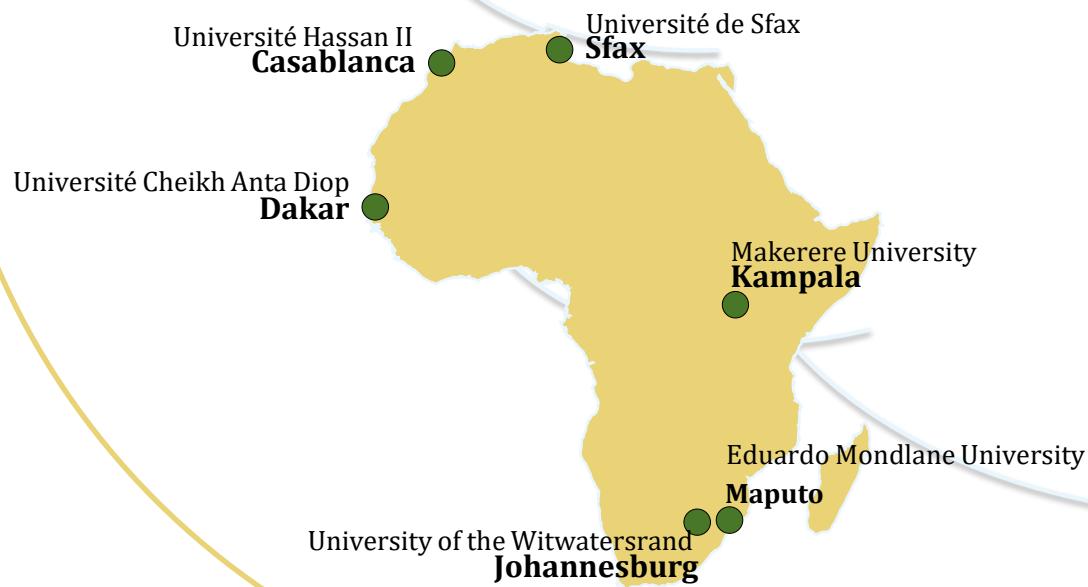 Université Hassan II
Casablanca
Université de Sfax
Sfax
Université Cheikh Anta Diop
Dakar
Makerere University
Kampala
Eduardo Mondlane University
Maputo
University of the Witwatersrand
Johannesburg